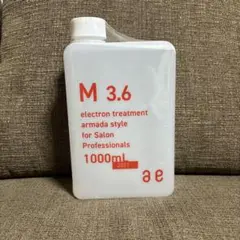 M 3.6
electron treatment
armada style
for Salon
Professionals
1000mL
ae